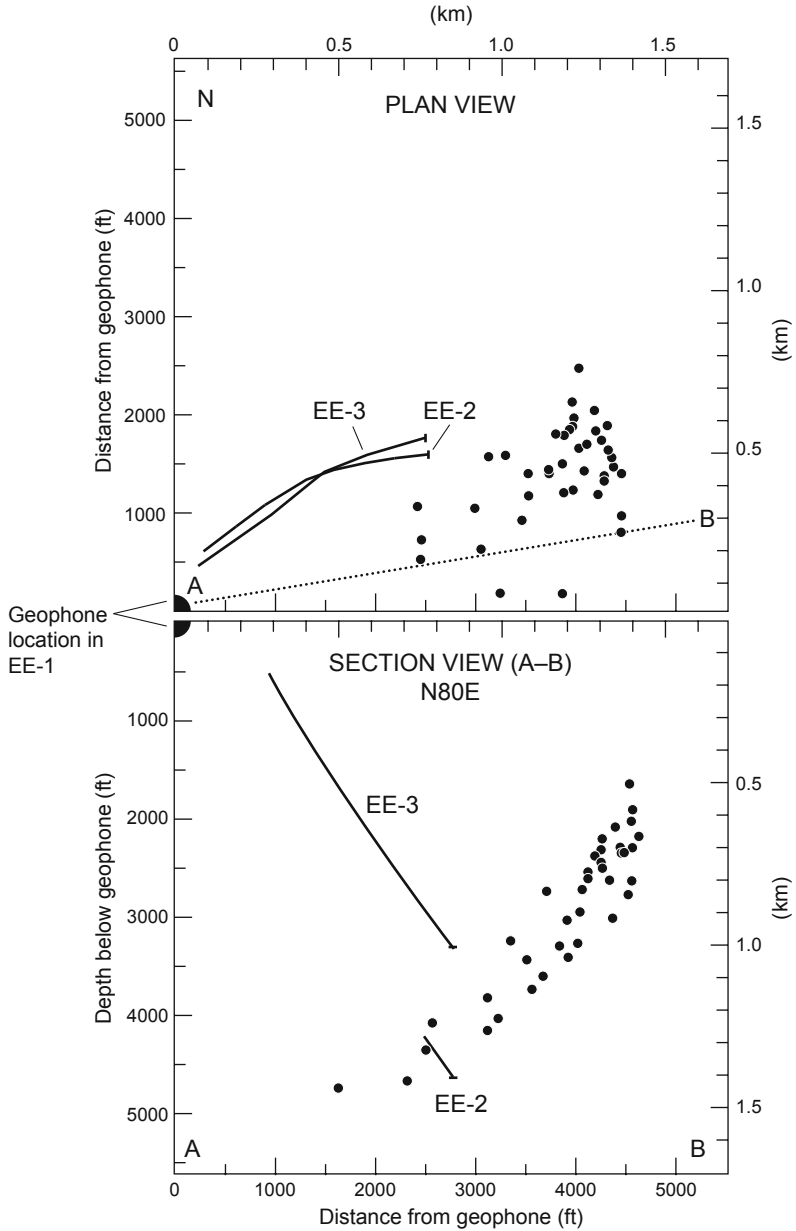 (km)
0 0.5 1.0 1.5
N
PLAN VIEW
5000
4000
3000
2000
1000
Distance from geophone (ft)
1.5
1.0
0.5
(km)
EE-3 EE-2
A
B
Geophone
location in
EE-1
SECTION VIEW (A–B)
N80E
1000
2000
3000
4000
5000
Depth below geophone (ft)
0.5
1.0
1.5
(km)
EE-3
EE-2
A B
0 1000 2000 3000 4000 5000
Distance from geophone (ft)